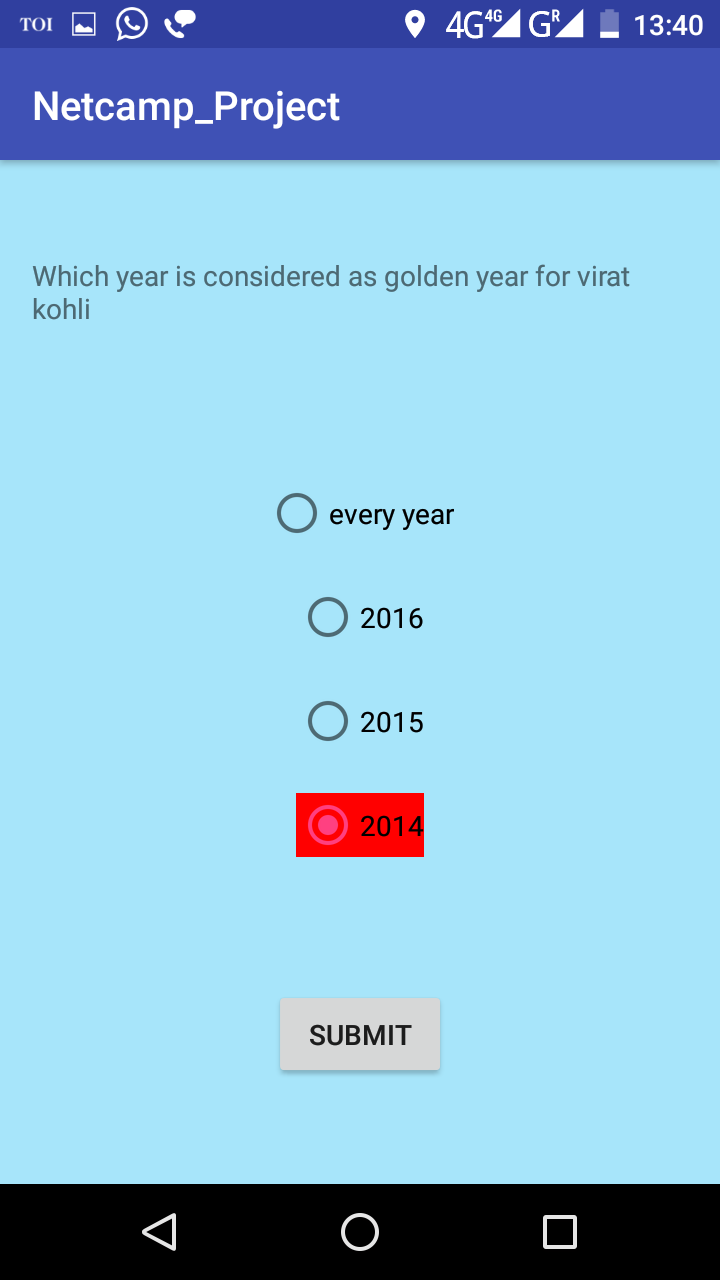 TOI 4G 4G G R 13:40
Netcamp_Project
Which year is considered as golden year for virat
kohli
every year
2016
2015
2014
SUBMIT